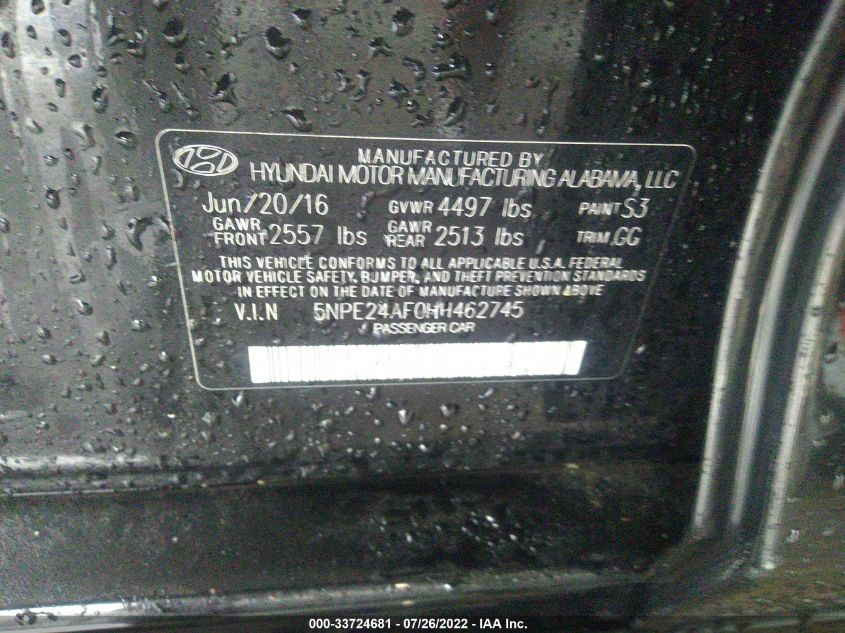 MANUFACTURED BY
HYUNDAI MOTOR MANUFACTURING ALABAMA, LLC
Jun/20/16 GVWR 4497 lbs PAINT S3
GAWR FRONT 2557 lbs GAWR REAR 2513 lbs TRIM GG
THIS VEHICLE CONFORMS TO ALL APPLICABLE U.S.A. FEDERAL
MOTOR VEHICLE SAFETY, BUMPER, AND THEFT PREVENTION STANDARDS
IN EFFECT ON THE DATE OF MANUFACTURE SHOWN ABOVE
V.I.N 5NPE24AF0HH462745
PASSENGER CAR
000-33724681 - 07/26/2022 - IAA Inc.